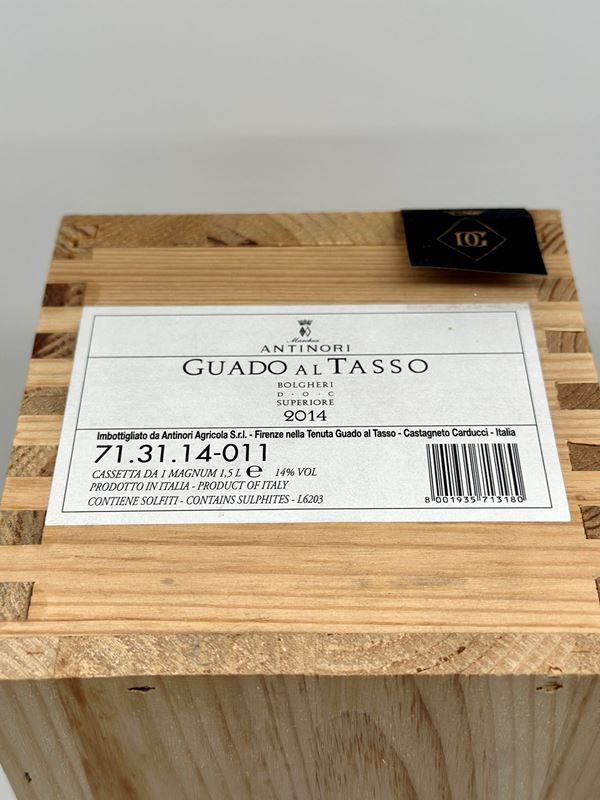 DG
Marchesi
ANTINORI
GUADO AL TASSO
BOLGHERI
D·O·C
SUPERIORE
2014
Imbottigliato da Antinori Agricola S.r.l. - Firenze nella Tenuta Guado al Tasso - Castagneto Carducci - Italia
71.31.14-011
CASSETTA DA 1 MAGNUM 1,5 L ℮ 14% VOL
PRODOTTO IN ITALIA - PRODUCT OF ITALY
CONTIENE SOLFITI - CONTAINS SULPHITES - L6203
8 001935 713180